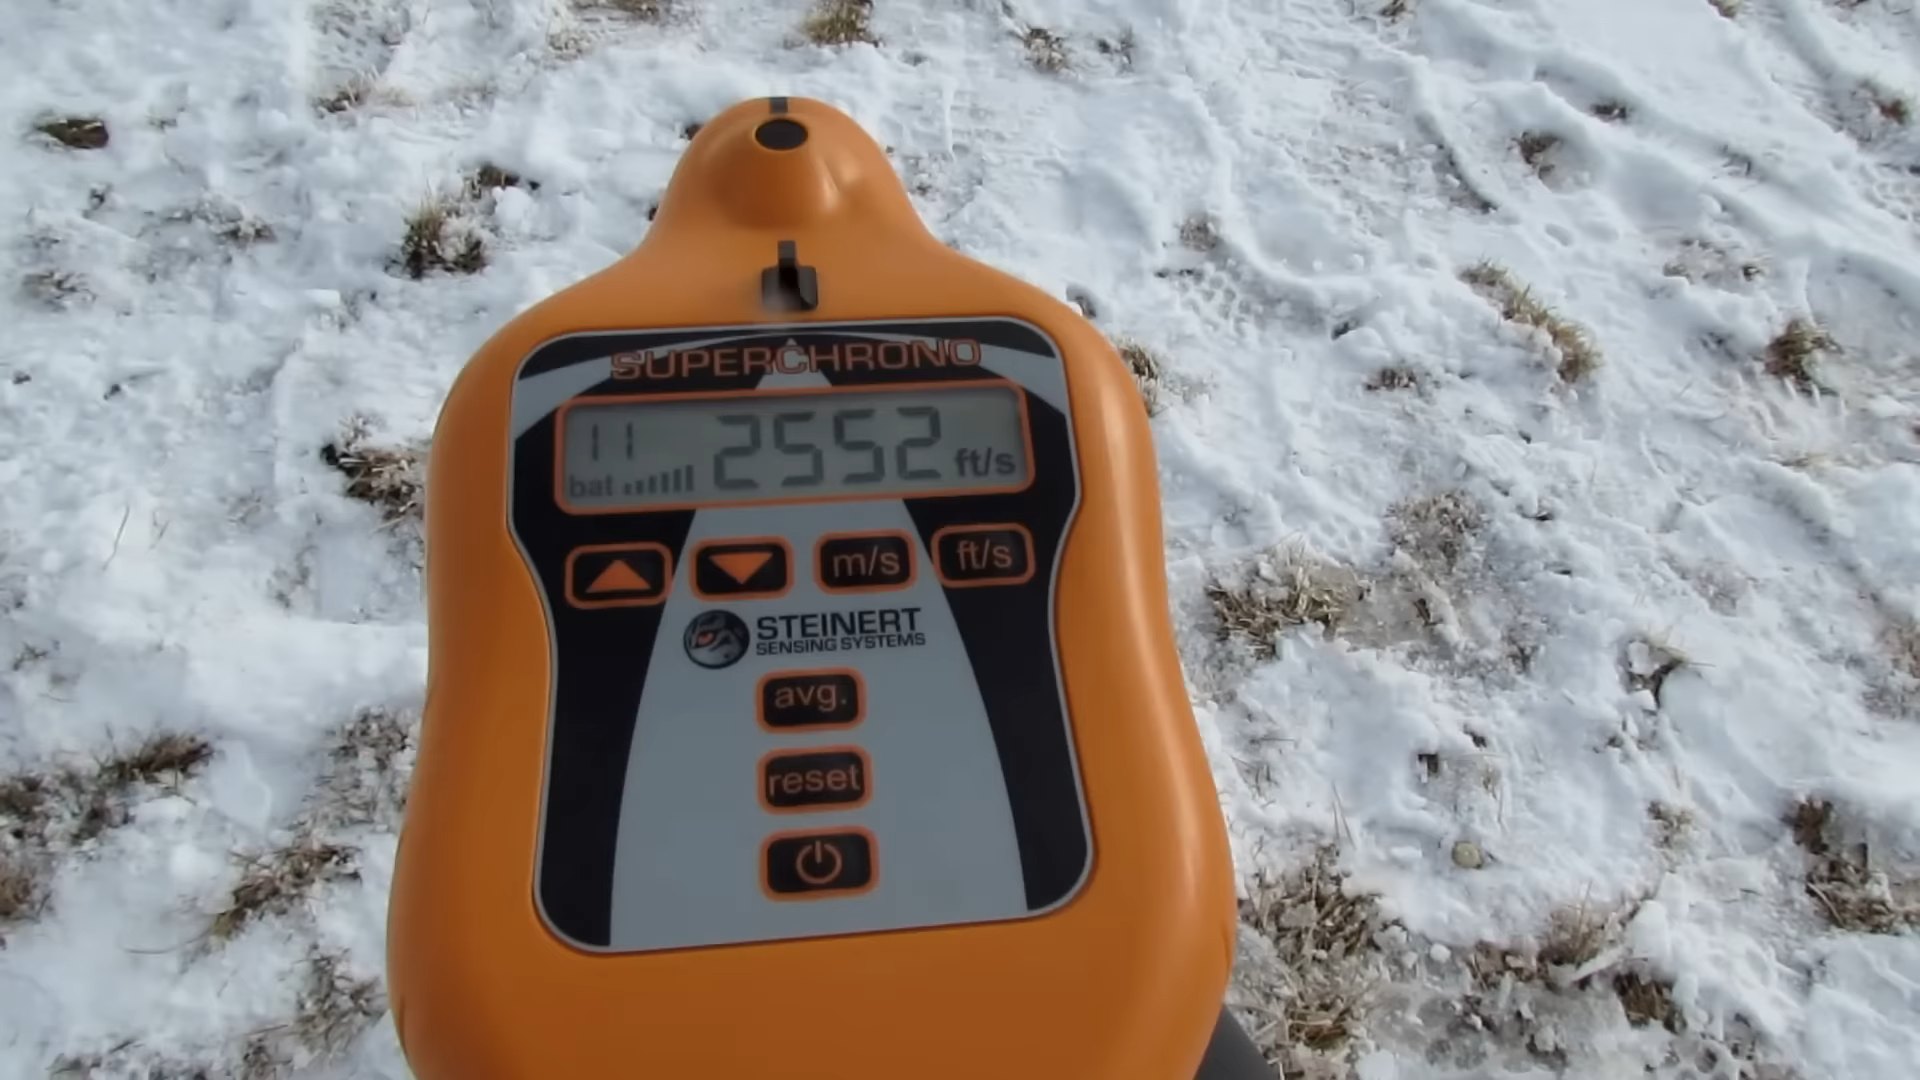 SUPERCHRONO
11 2552 ft/s
bat
m/s ft/s
STEINERT
SENSING SYSTEMS
avg.
reset